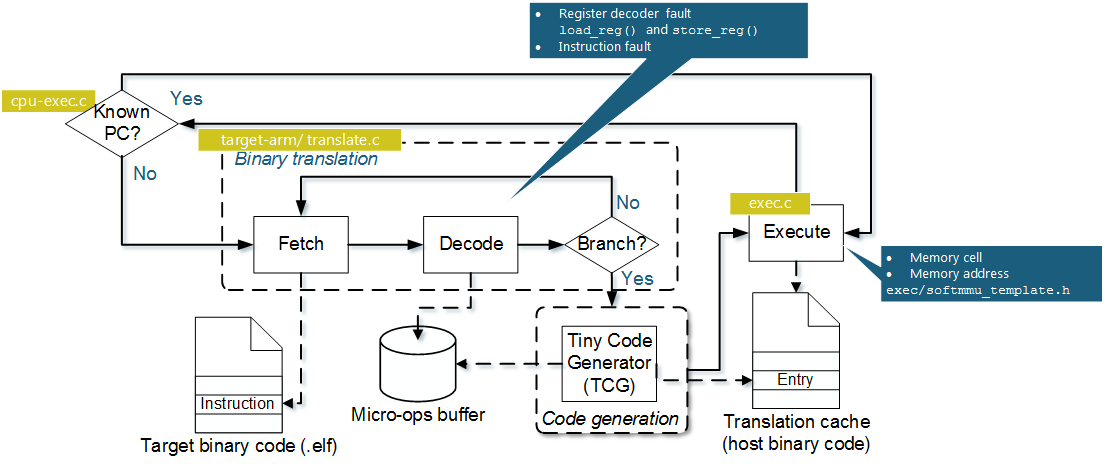 • Register decoder fault
load_reg() and store_reg()
• Instruction fault
cpu-exec.c
Yes
Known
PC?
target-arm/ translate.c
Binary translation
No
No
exec.c
Fetch
Decode
Branch?
Execute
• Memory cell
• Memory address
exec/softmmu_template.h
Yes
Tiny Code
Generator
(TCG)
Instruction
Entry
Micro-ops buffer
Code generation
Translation cache
(host binary code)
Target binary code (.elf)